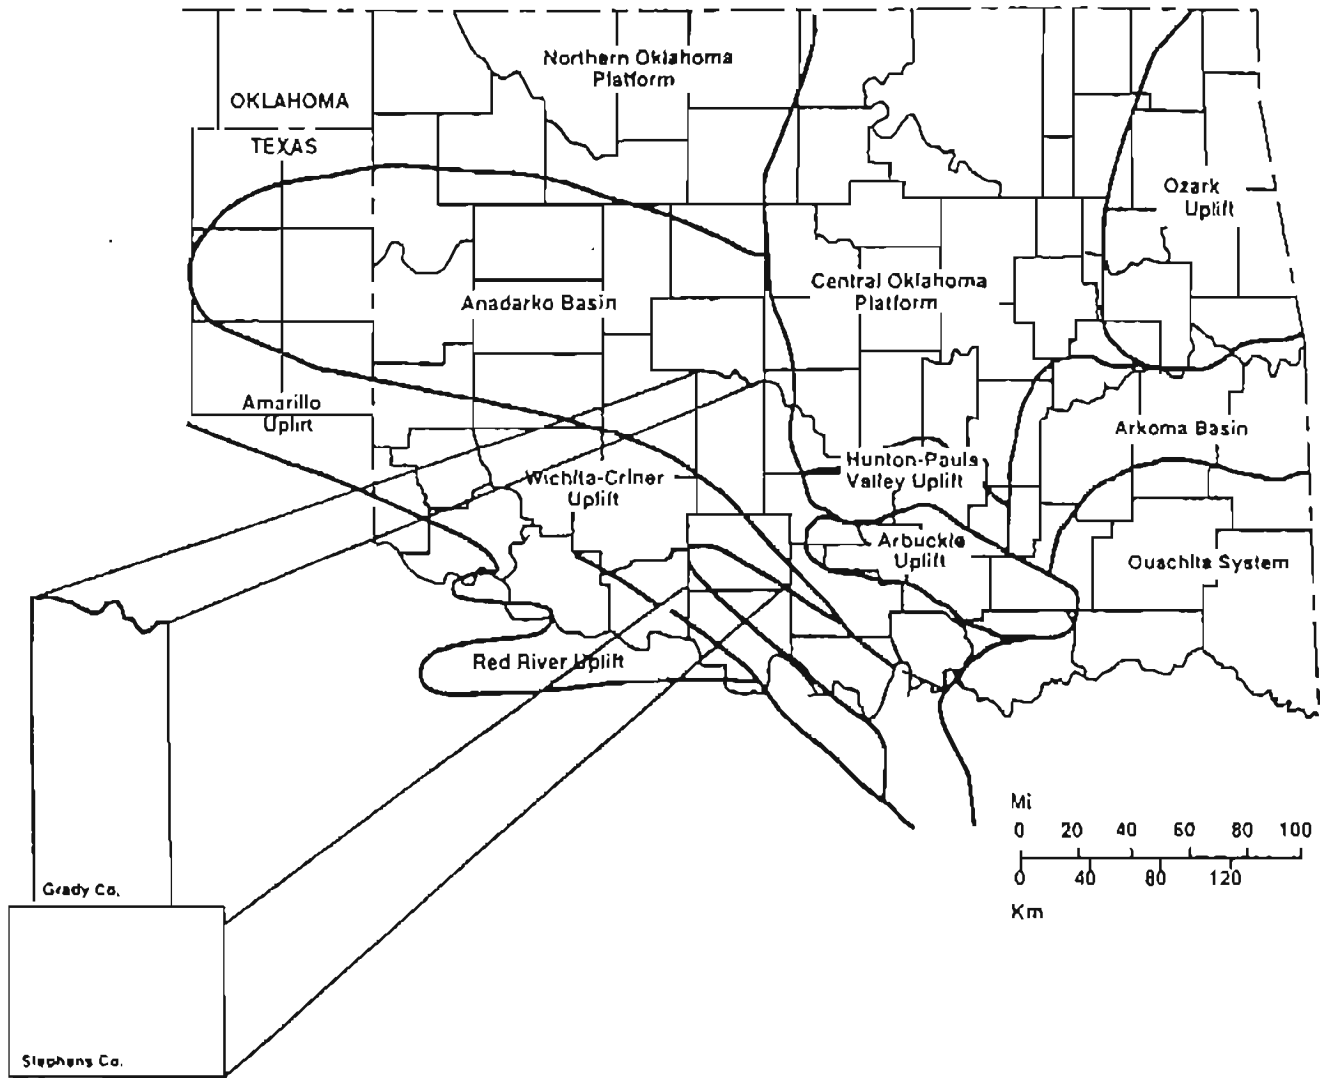 Northern Oklahoma
Platform
OKLAHOMA
TEXAS
Ozark
Uplift
Central Oklahoma
Platform
Anadarko Basin
Amarillo
Uplift
Arkoma Basin
Hunton-Pauls
Valley Uplift
Wichita-Criner
Uplift
Arbuckle
Uplift
Ouachita System
Red River Uplift
Mi
0 20 40 60 80 100
0 40 80 120
Km
Grady Co.
Stephens Co.